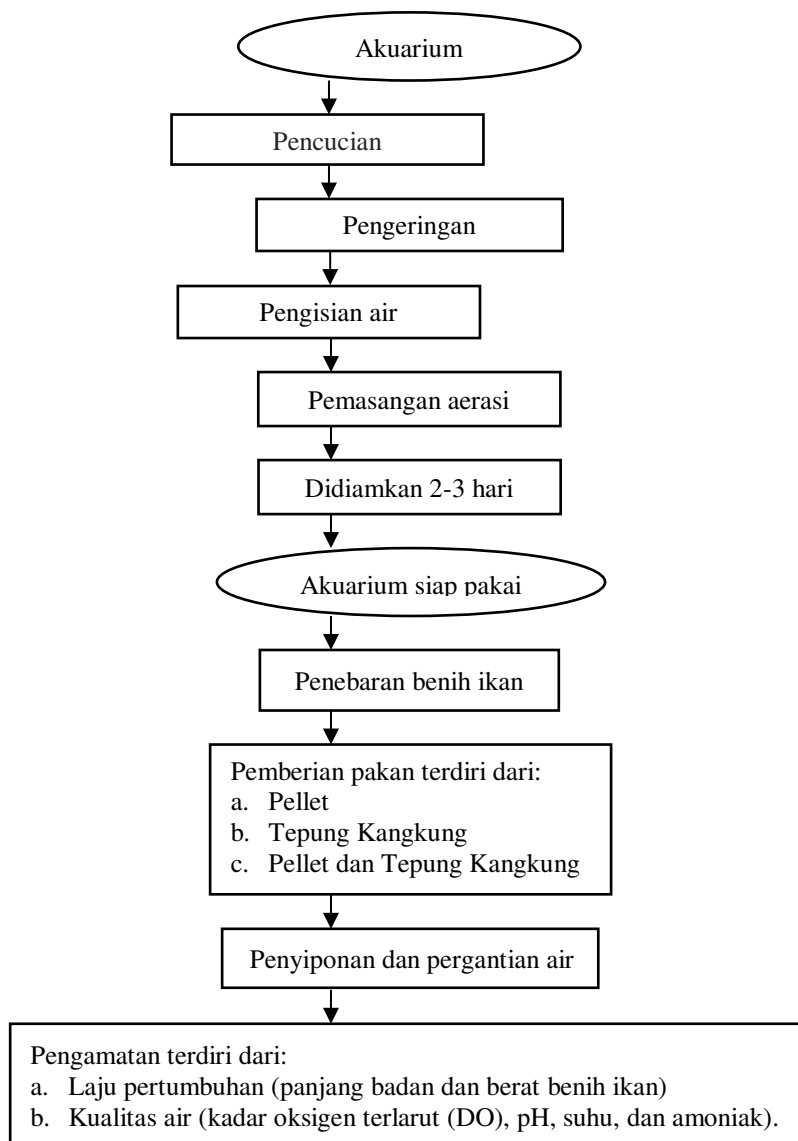 Akuarium
Pencucian
Pengeringan
Pengisian air
Pemasangan aerasi
Didiamkan 2-3 hari
Akuarium siap pakai
Penebaran benih ikan
Pemberian pakan terdiri dari:
a. Pellet
b. Tepung Kangkung
c. Pellet dan Tepung Kangkung
Penyiponan dan pergantian air
Pengamatan terdiri dari:
a. Laju pertumbuhan (panjang badan dan berat benih ikan)
b. Kualitas air (kadar oksigen terlarut (DO), pH, suhu, dan amoniak).